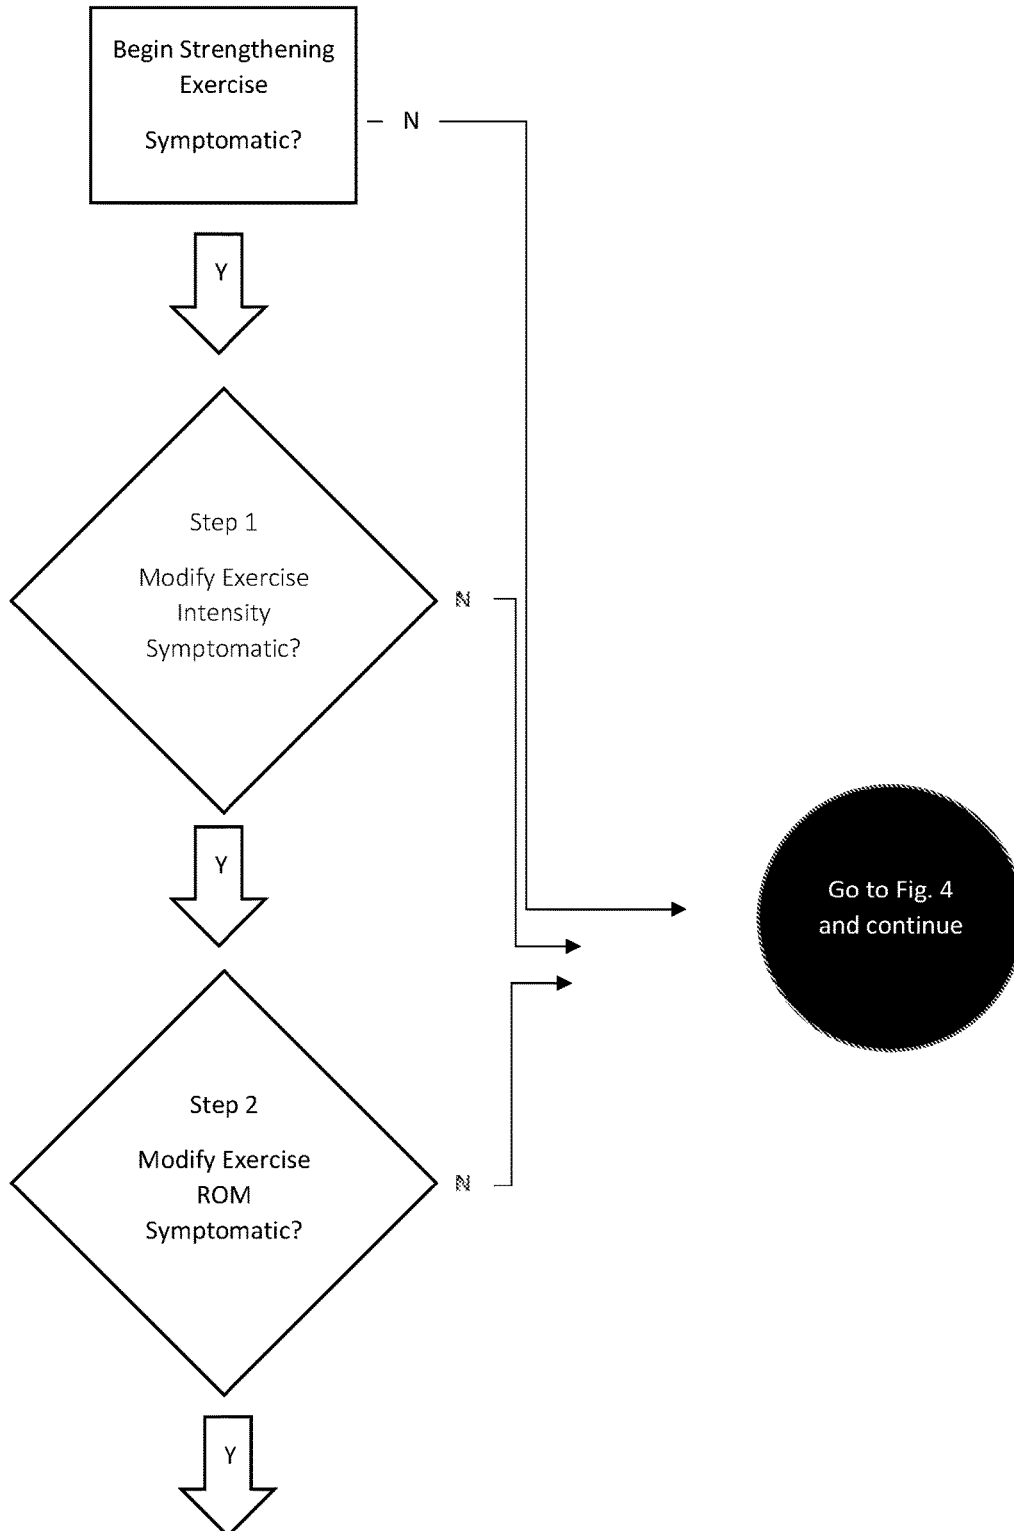 Begin Strengthening
Exercise
Symptomatic?
N
Y
Step 1
Modify Exercise
Intensity
Symptomatic?
N
Y
Go to Fig. 4
and continue
Step 2
Modify Exercise
ROM
Symptomatic?
N
Y